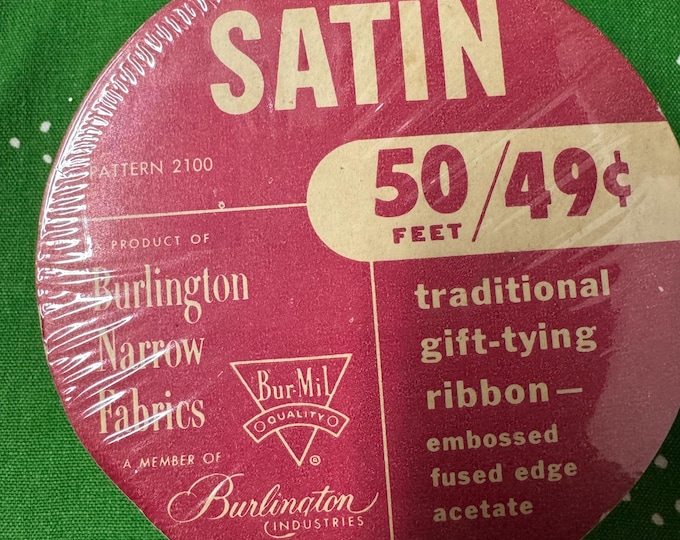 SATIN
PATTERN 2100
50 FEET / 49¢
A PRODUCT OF
Burlington
Narrow
Fabrics
Bur-Mil
QUALITY
®
A MEMBER OF
Burlington
INDUSTRIES
traditional
gift-tying
ribbon—
embossed
fused edge
acetate